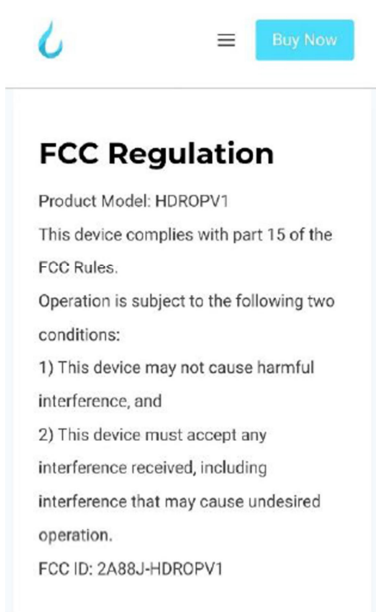 Buy Now
FCC Regulation
Product Model: HDROPV1
This device complies with part 15 of the
FCC Rules.
Operation is subject to the following two
conditions:
1) This device may not cause harmful
interference, and
2) This device must accept any
interference received, including
interference that may cause undesired
operation.
FCC ID: 2A88J-HDROPV1